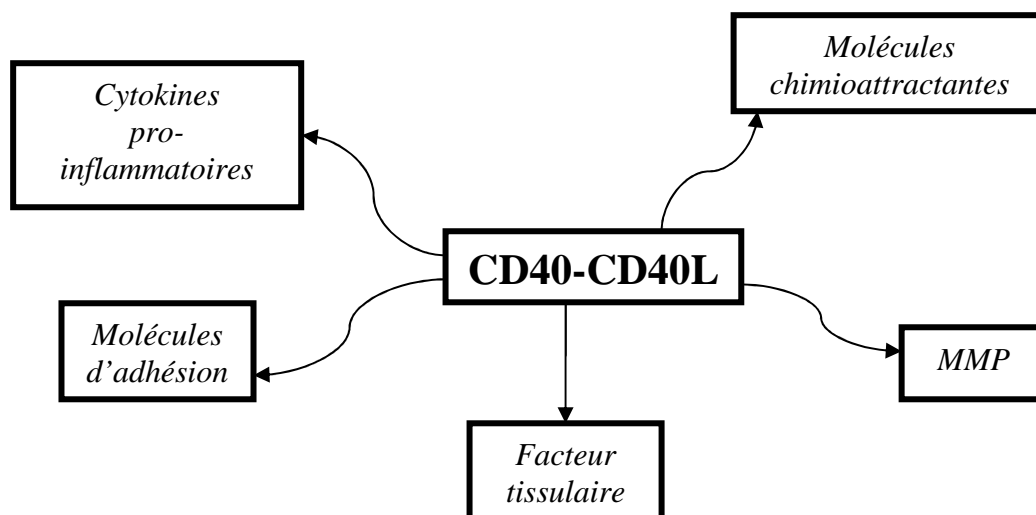 Molécules
chimioattractantes
Cytokines
pro-
inflammatoires
CD40-CD40L
Molécules
d’adhésion
MMP
Facteur
tissulaire